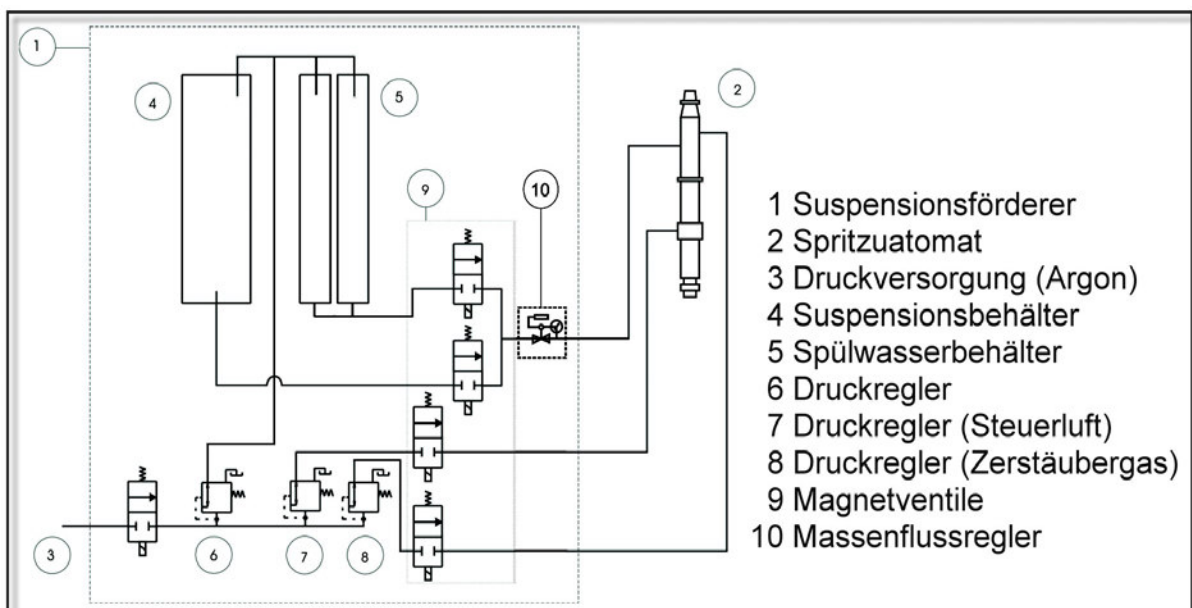 1
4
5
2
9
10
3
6
7
8
1 Suspensionsförderer
2 Spritzuatomat
3 Druckversorgung (Argon)
4 Suspensionsbehälter
5 Spülwasserbehälter
6 Druckregler
7 Druckregler (Steuerluft)
8 Druckregler (Zerstäubergas)
9 Magnetventile
10 Massenflussregler